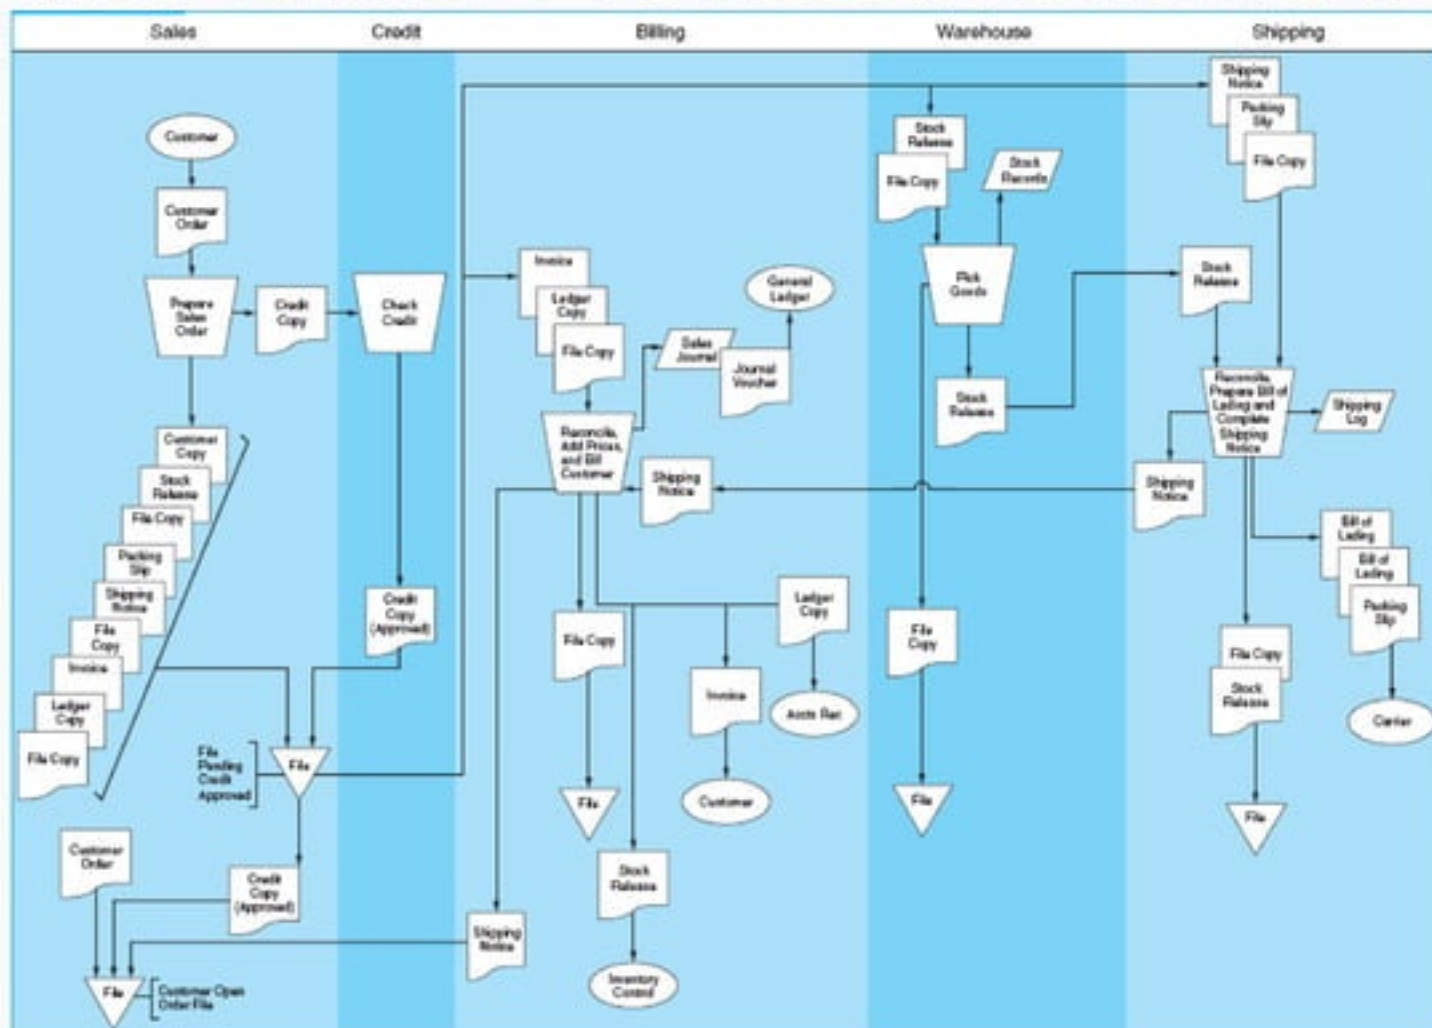 Sales
Credit
Billing
Warehouse
Shipping
Customer
Customer
Order
Prepare
Sales
Order
Credit
Copy
Check
Credit
Customer
Copy
Stock
Release
File Copy
Packing
Slip
Shipping
Notice
File
Copy
Invoice
Ledger
Copy
File Copy
Credit
Copy
(Approved)
File
Pending
Credit
Approved
File
Customer
Order
Credit
Copy
(Approved)
File
Customer Open
Order File
Invoice
Ledger
Copy
File Copy
Sales
Journal
General
Ledger
Journal
Voucher
Reconcile,
Add Prices,
and Bill
Customer
Shipping
Notice
File Copy
Ledger
Copy
Invoice
Accts Rec
File
Customer
Stock
Release
Shipping
Notice
Inventory
Control
Stock
Release
File Copy
Stock
Records
Pick
Goods
Stock
Release
File
Copy
File
Shipping
Notice
Packing
Slip
File Copy
Stock
Release
Reconcile,
Prepare Bill of
Lading and
Complete
Shipping
Notice
Shipping
Log
Shipping
Notice
Bill of
Lading
Bill of
Lading
Packing
Slip
File Copy
Stock
Release
Carrier
File